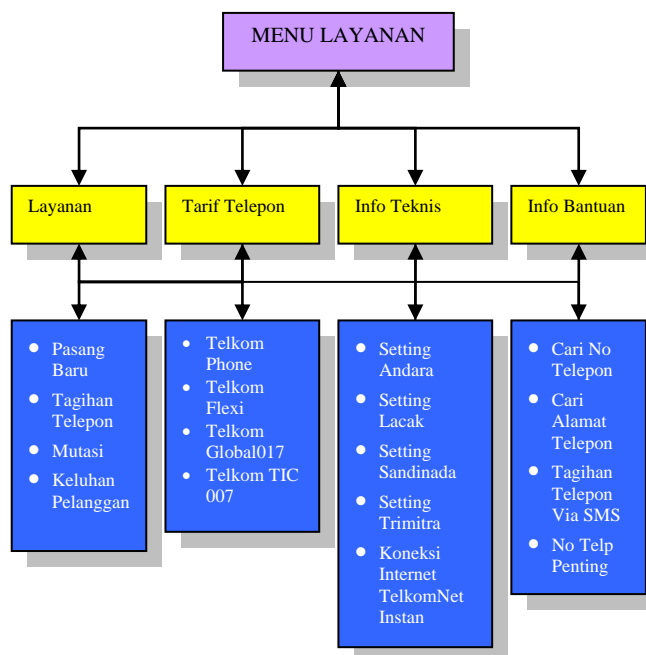 MENU LAYANAN
Layanan
Tarif Telepon
Info Teknis
Info Bantuan
• Pasang
Baru
• Tagihan
Telepon
• Mutasi
• Keluhan
Pelanggan
• Telkom
Phone
• Telkom
Flexi
• Telkom
Global017
• Telkom TIC
007
• Setting
Andara
• Setting
Lacak
• Setting
Sandinada
• Setting
Trimitra
• Koneksi
Internet
TelkomNet
Instan
• Cari No
Telepon
• Cari
Alamat
Telepon
• Tagihan
Telepon
Via SMS
• No Telp
Penting